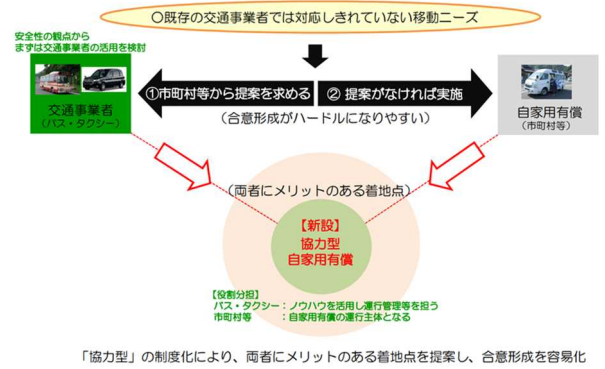 〇既存の交通事業者では対応しきれていない移動ニーズ
安全性の観点から
まずは交通事業者の活用を検討
①市町村等から提案を求める
② 提案がなければ実施
交通事業者
（バス・タクシー）
（合意形成がハードルになりやすい）
自家用有償
（市町村等）
（両者にメリットのある着地点）
【新設】
協力型
自家用有償
【役割分担】
バス・タクシー：ノウハウを活用し運行管理等を担う
市町村等　　　：自家用有償の運行主体となる
「協力型」の制度化により、両者にメリットのある着地点を提案し、合意形成を容易化